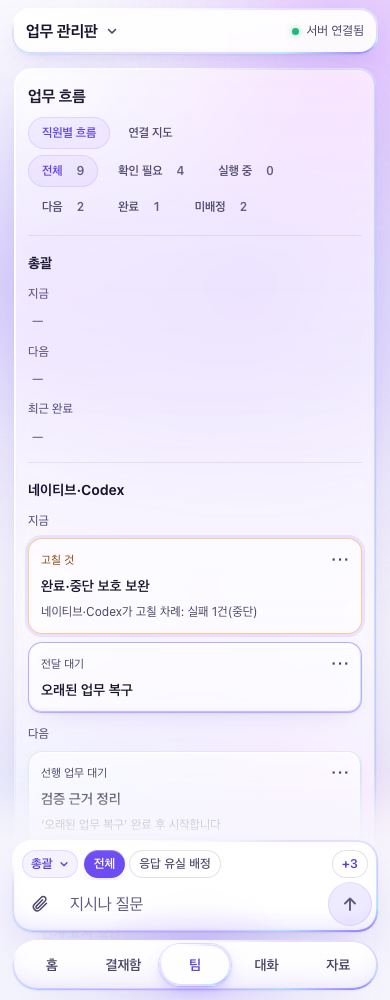 업무 관리판
서버 연결됨
업무 흐름
직원별 흐름 연결 지도
전체 9 확인 필요 4 실행 중 0
다음 2 완료 1 미배정 2
총괄
지금
—
다음
—
최근 완료
—
네이티브·Codex
지금
고칠 것 ···
완료·중단 보호 보완
네이티브·Codex가 고칠 차례: 실패 1건(중단)
전달 대기 ···
오래된 업무 복구
다음
선행 업무 대기 ···
검증 근거 정리
'오래된 업무 복구' 완료 후 시작합니다
총괄 전체 응답 유실 배정 +3
지시나 질문
홈 결재함 팀 대화 자료